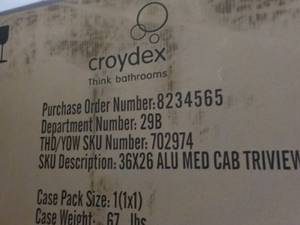 croydex
Think bathrooms
Purchase Order Number:8234565
Department Number: 29B
THD/YOW SKU Number: 702974
SKU Description: 36X26 ALU MED CAB TRIVIEW
Case Pack Size: 1(1x1)
Case Weight: 67 lbs